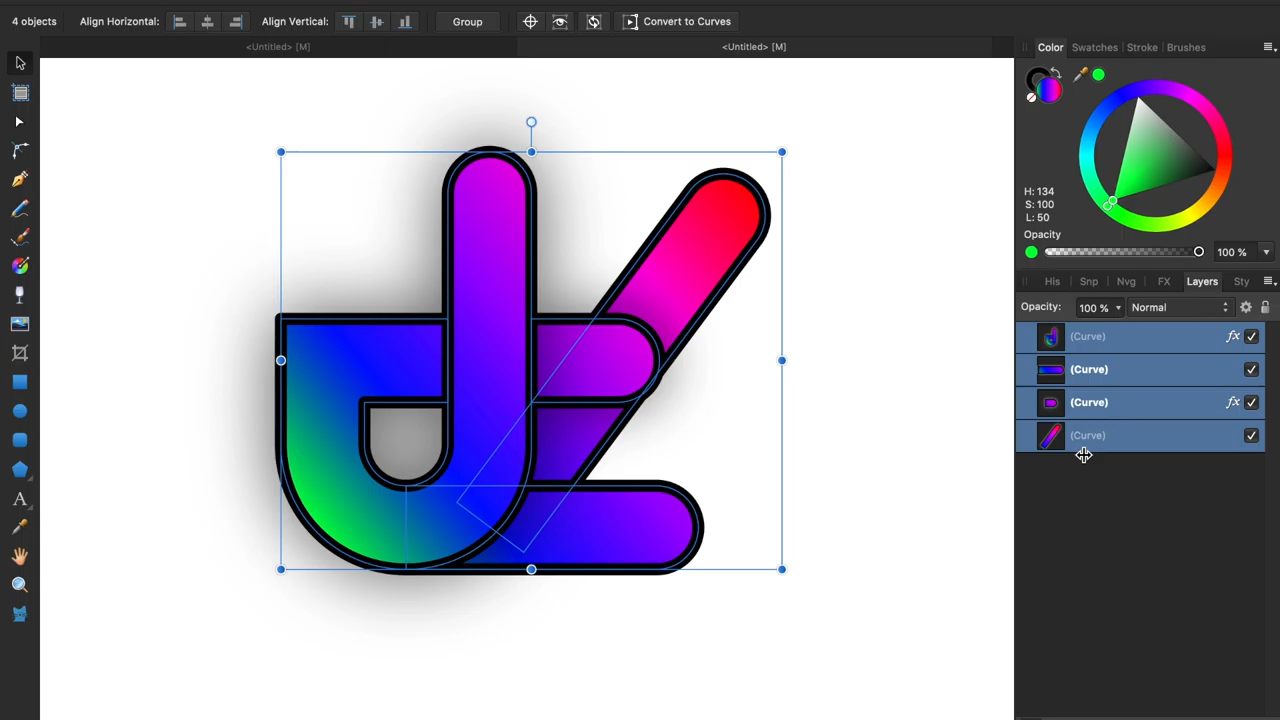 4 objects Align Horizontal: Align Vertical: Group Convert to Curves
<Untitled> [M] <Untitled> [M]
Color Swatches Stroke Brushes
H: 134
S: 100
L: 50
Opacity
100 %
His Snp Nvg FX Layers Sty
Opacity: 100 % Normal
(Curve) fx
(Curve)
(Curve) fx
(Curve)
A